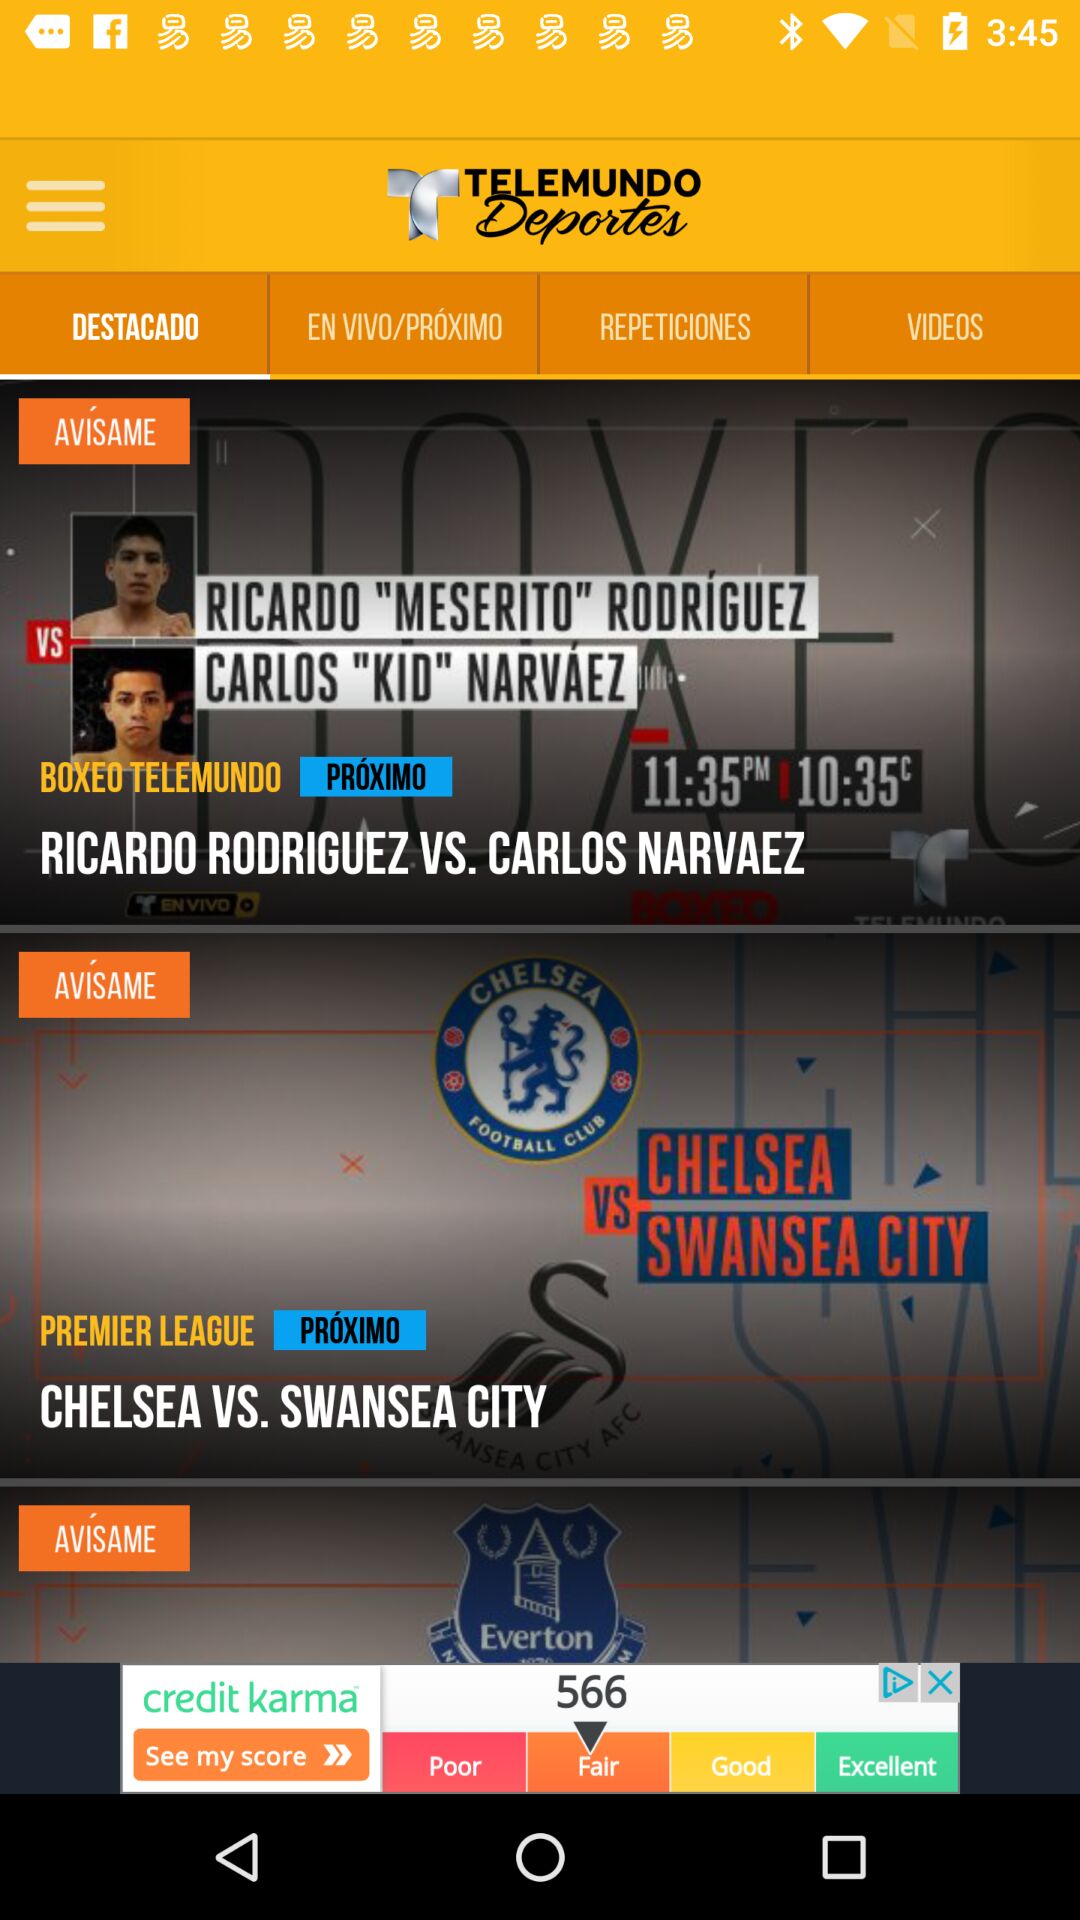 3:45
TELEMUNDO
Deportes
DESTACADO
EN VIVO/PRÓXIMO
REPETICIONES
VIDEOS
AVÍSAME
BOXEO
VS
RICARDO "MESERITO" RODRÍGUEZ
CARLOS "KID" NARVÁEZ
BOXEO TELEMUNDO
PRÓXIMO
11:35PM 10:35C
RICARDO RODRIGUEZ VS. CARLOS NARVAEZ
EN VIVO
BOXEO
TELEMUNDO
AVÍSAME
CHELSEA
FOOTBALL CLUB
VS
CHELSEA
SWANSEA CITY
PREMIER LEAGUE
PRÓXIMO
CHELSEA VS. SWANSEA CITY
SWANSEA CITY AFC
AVÍSAME
Everton
credit karma
See my score
566
Poor
Fair
Good
Excellent